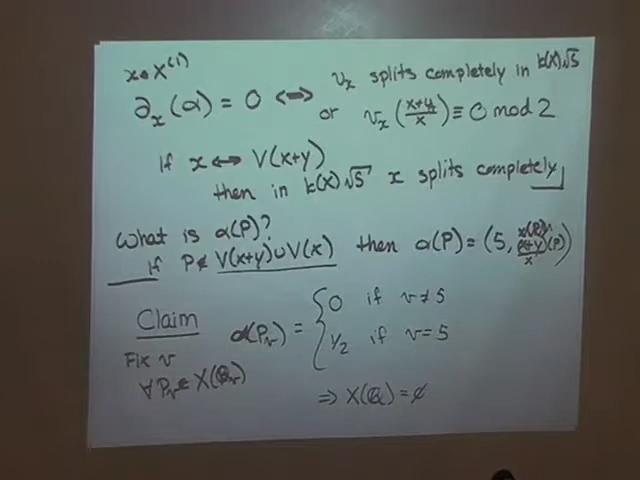 x ∈ X^(1)
∂_x(α) = 0 ⟺ v_x splits completely in k(X)√5
or v_x((x+y)/x) ≡ 0 mod 2
If x ↔ V(x+y)
then in k(X)√5 x splits completely
What is α(P)?
If P ∉ V(x+y) ∪ V(x) then α(P) = (5, (x+y)/x (P))
Claim
α(P_v) = { 0 if v ≠ 5
1/2 if v = 5
Fix v
∀ P_v ∈ X(Q_v)
⟹ X(Q) = ∅